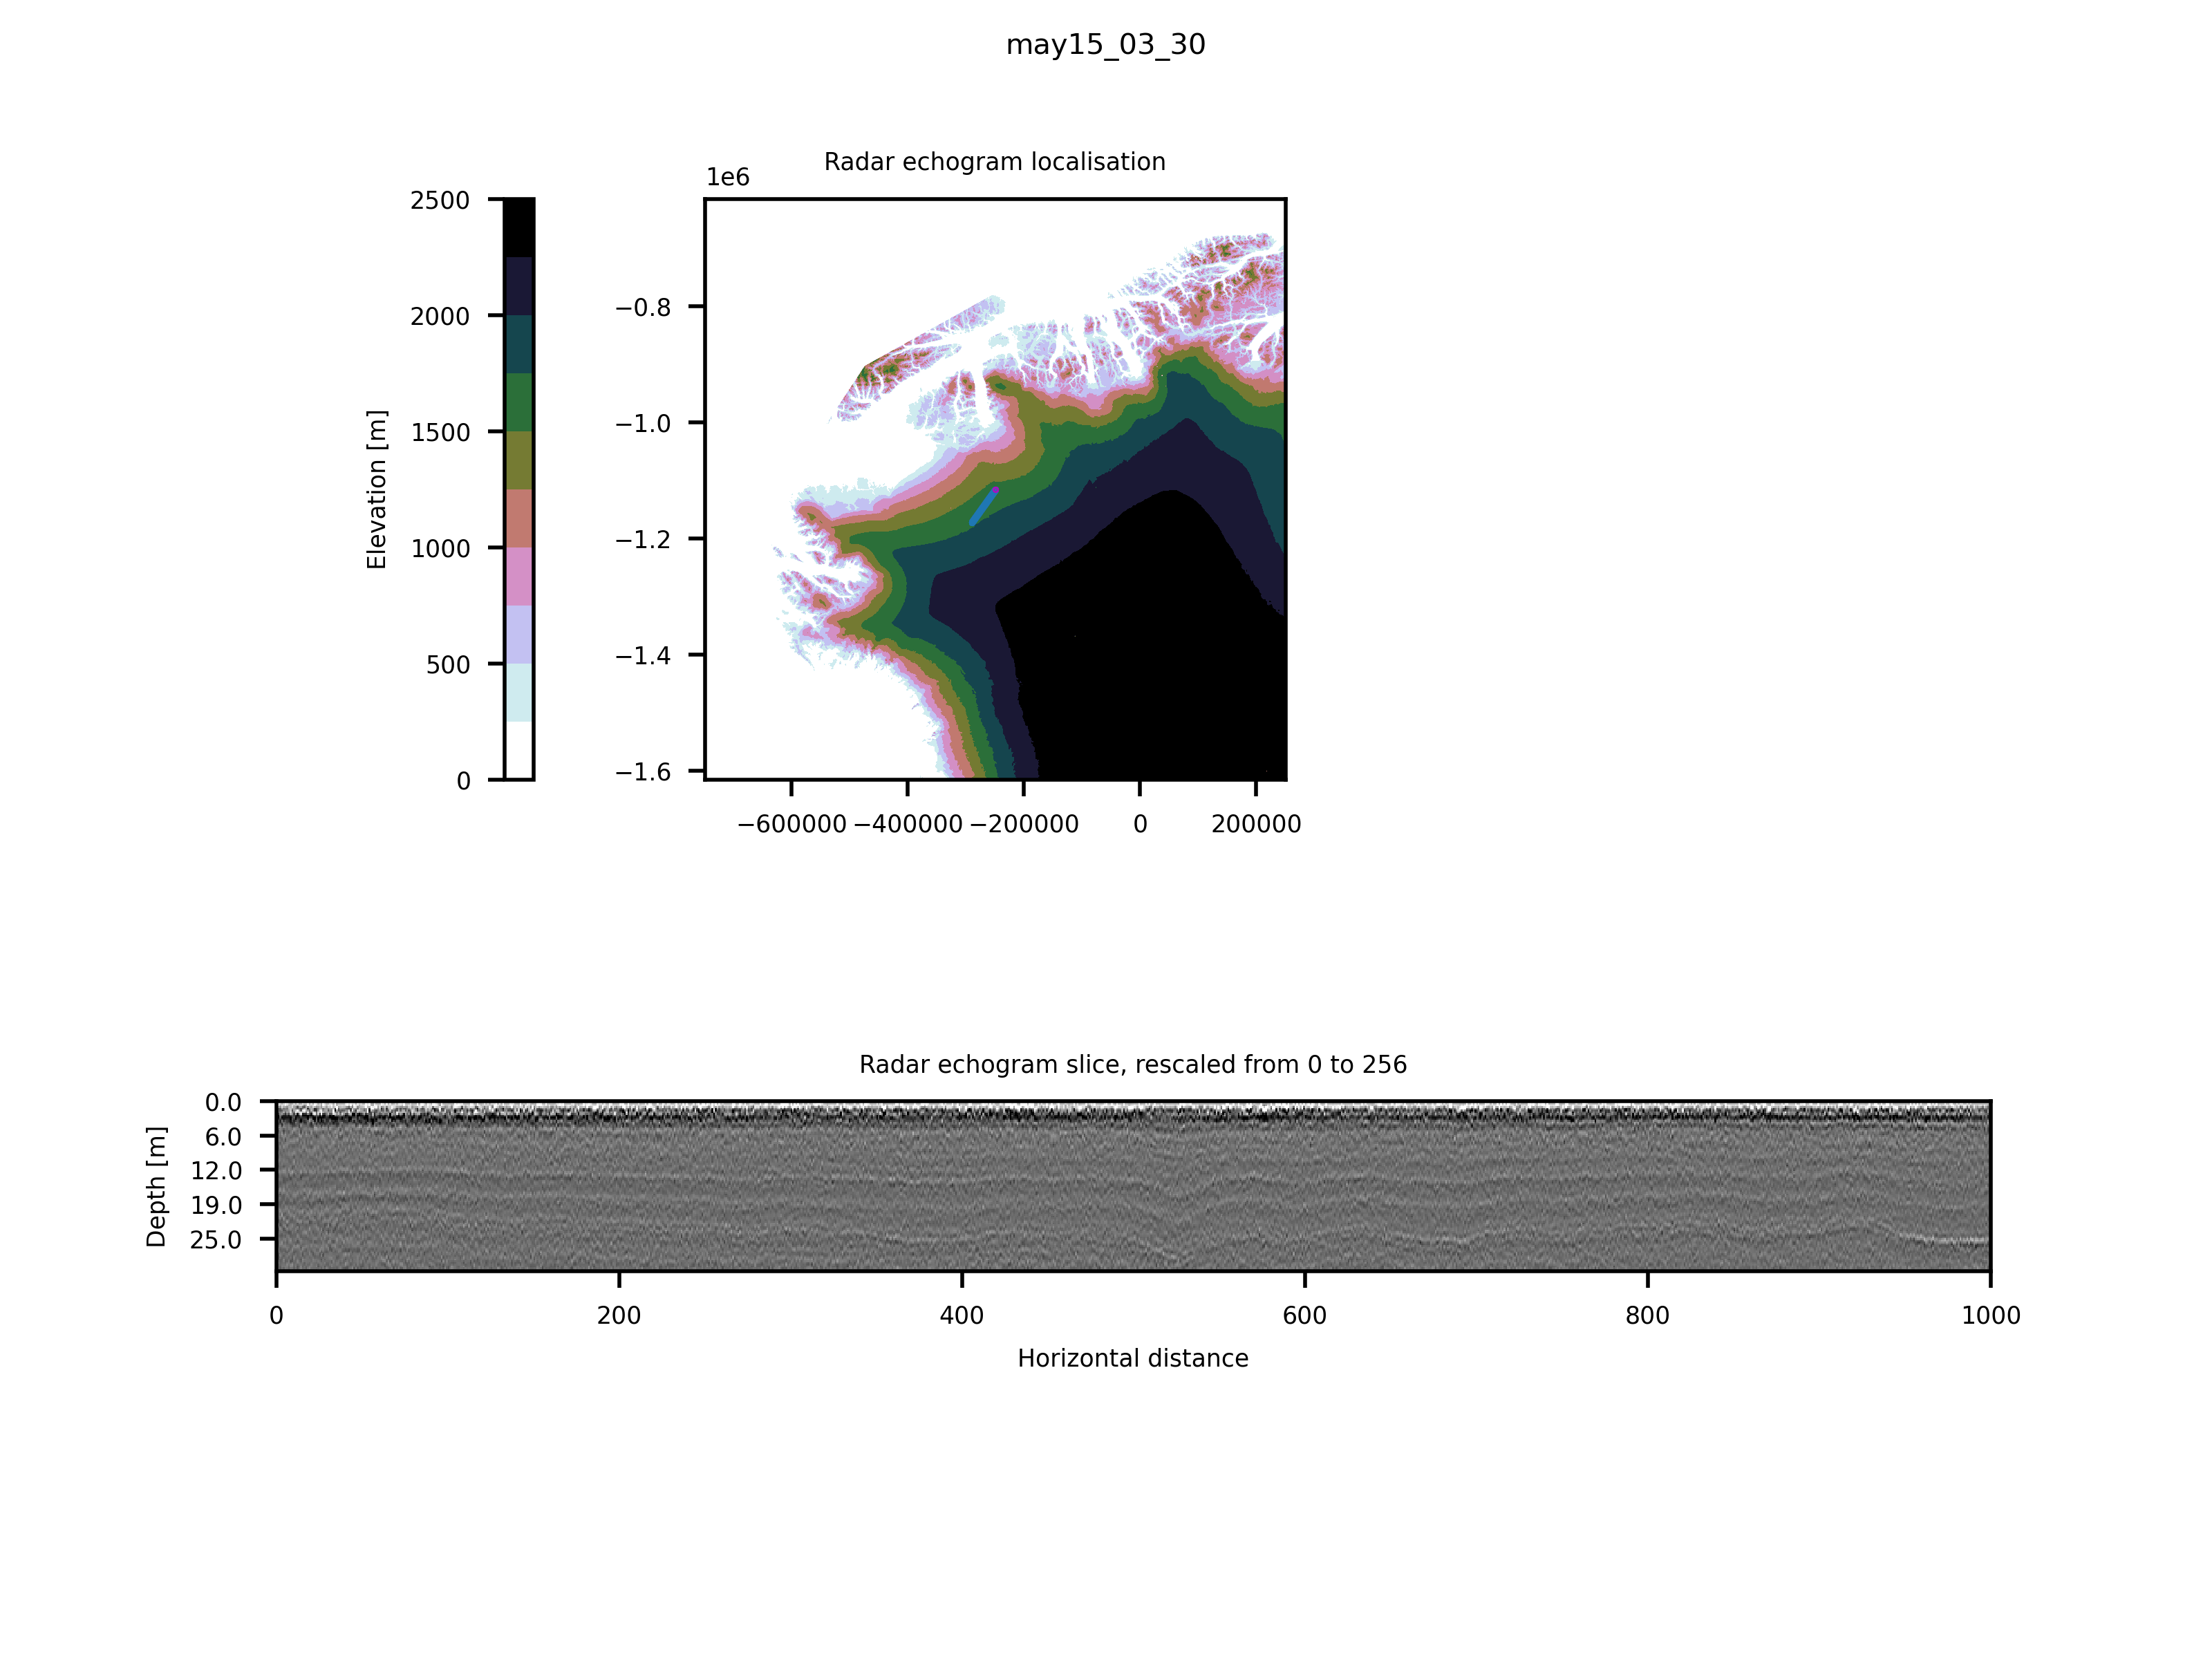 may15_03_30
Radar echogram localisation
1e6
2500
2000
1500
1000
500
0
Elevation [m]
−0.8
−1.0
−1.2
−1.4
−1.6
−600000 −400000 −200000 0 200000
Radar echogram slice, rescaled from 0 to 256
0.0
6.0
12.0
19.0
25.0
Depth [m]
0 200 400 600 800 1000
Horizontal distance